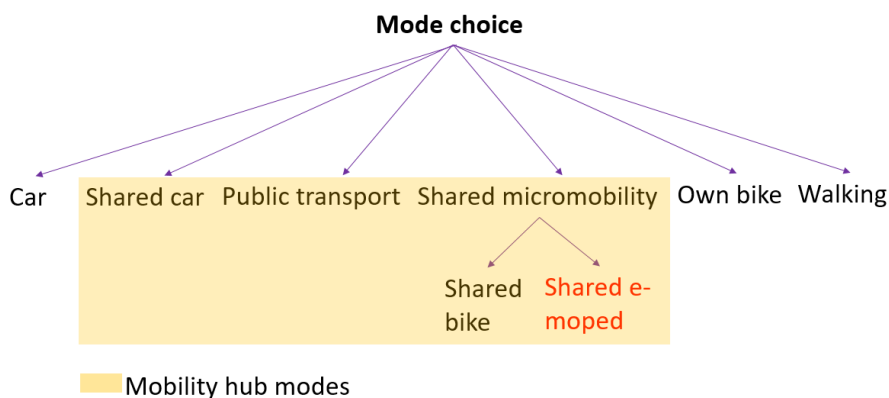 Mode choice
Car
Shared car
Public transport
Shared micromobility
Own bike
Walking
Shared
bike
Shared e-
moped
Mobility hub modes